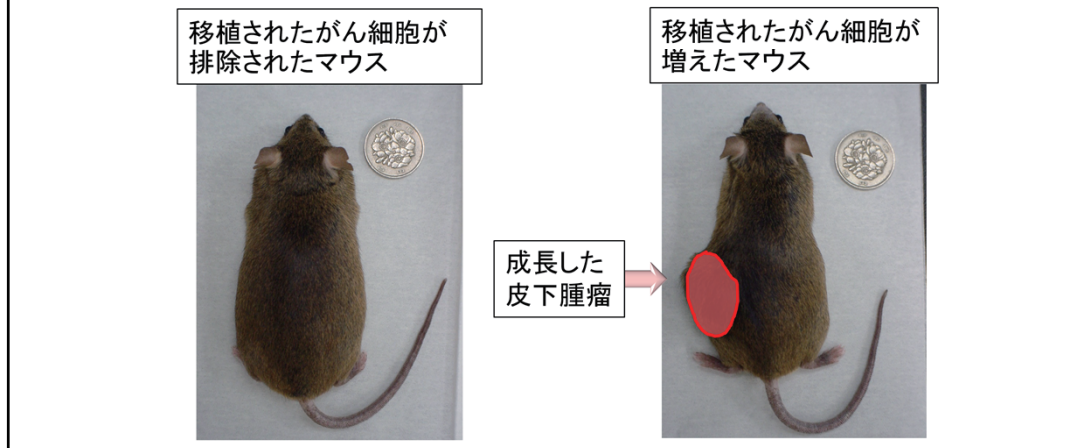 移植されたがん細胞が
排除されたマウス
移植されたがん細胞が
増えたマウス
成長した
皮下腫瘤